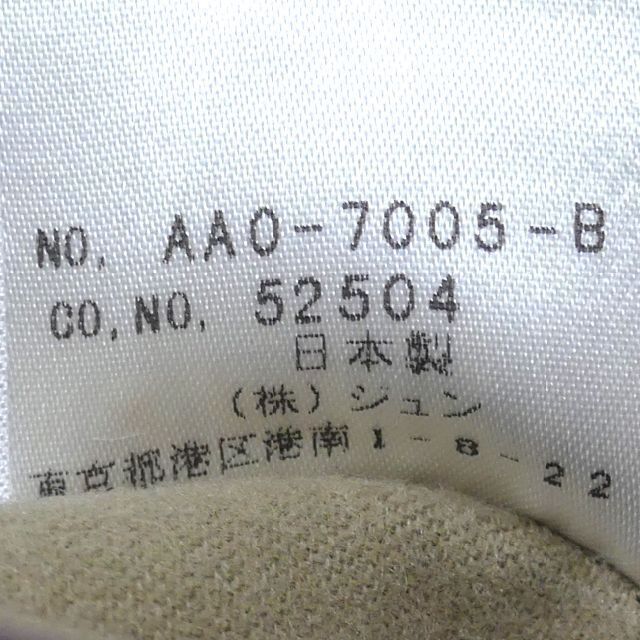 NO. AA0-7005-B
CO,NO. 52504
日本製
(株)ジュン
東京都港区港南1-8-22